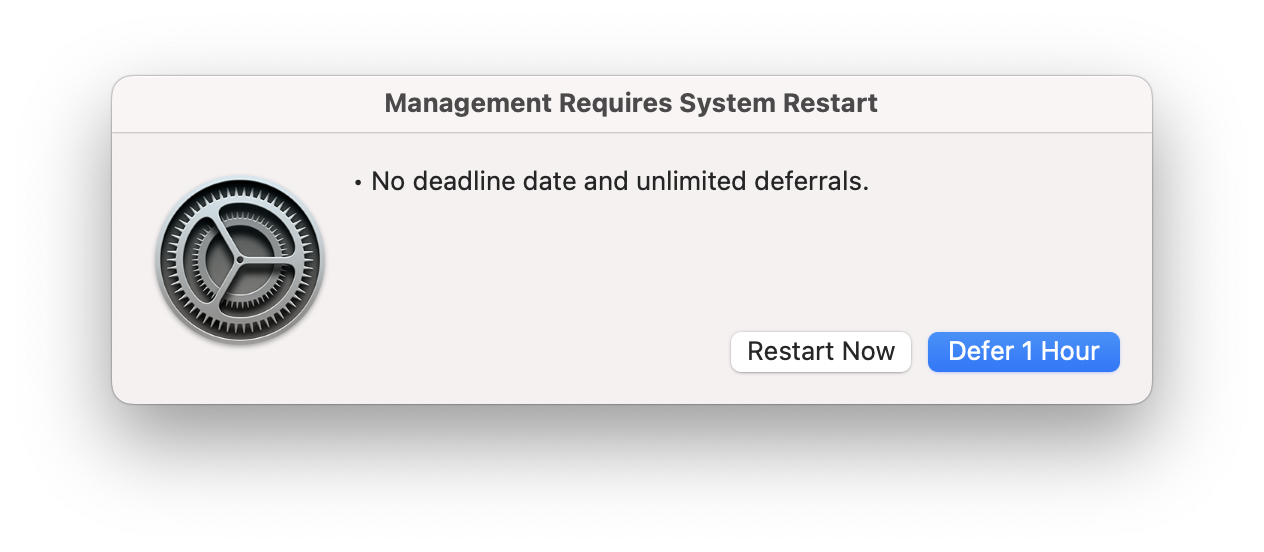 Management Requires System Restart
• No deadline date and unlimited deferrals.
Restart Now
Defer 1 Hour